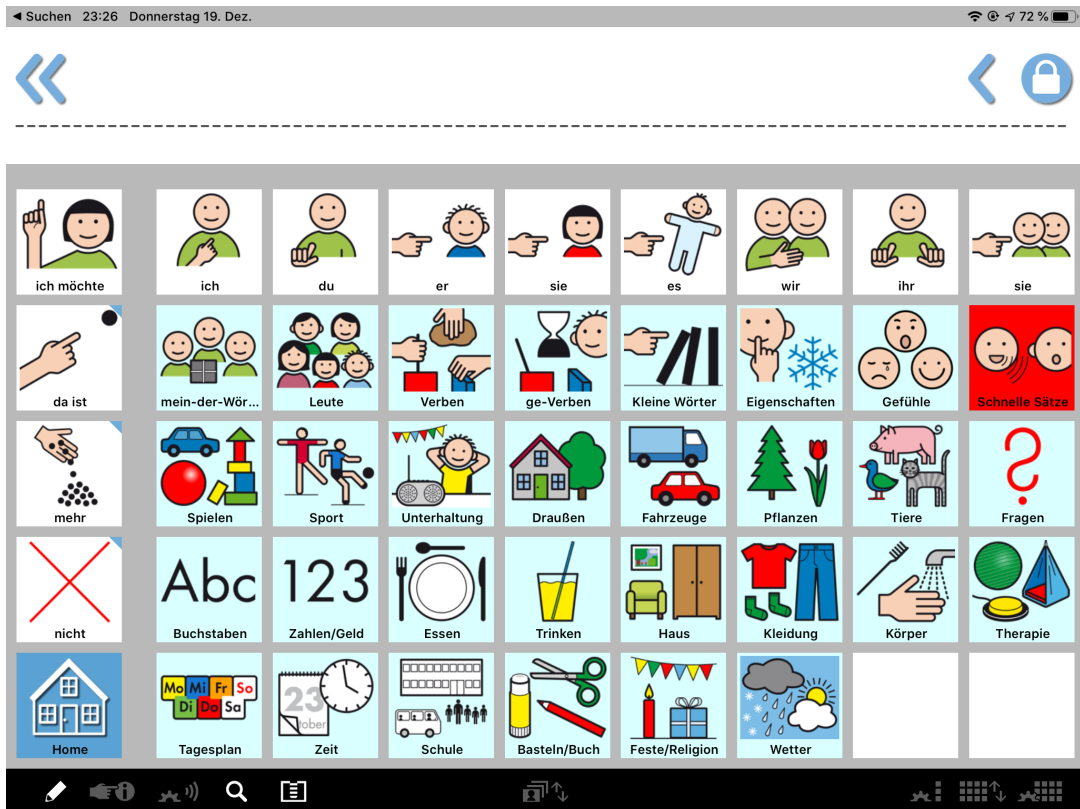 Suchen 23:26 Donnerstag 19. Dez. 72 %
ich möchte ich du er sie es wir ihr sie
da ist mein-der-Wör... Leute Verben ge-Verben Kleine Wörter Eigenschaften Gefühle Schnelle Sätze
mehr Spielen Sport Unterhaltung Draußen Fahrzeuge Pflanzen Tiere Fragen
Abc 123
nicht Buchstaben Zahlen/Geld Essen Trinken Haus Kleidung Körper Therapie
Mo Mi Fr So
Di Do Sa
23
tober
Home Tagesplan Zeit Schule Basteln/Buch Feste/Religion Wetter